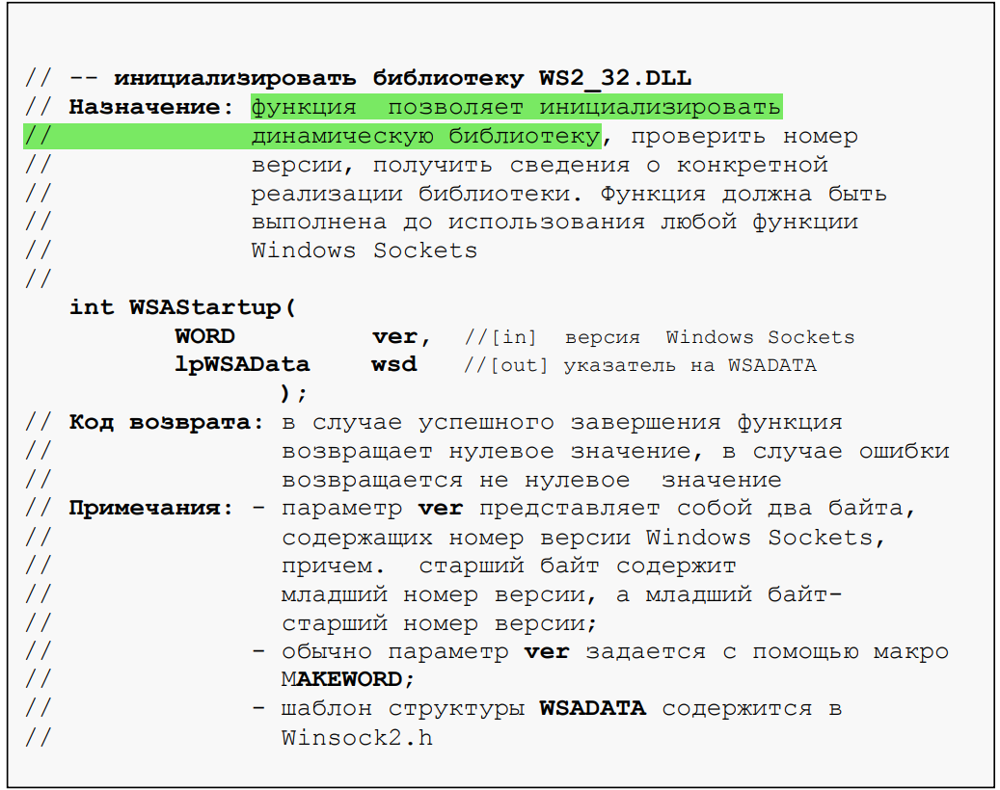 // -- инициализировать библиотеку WS2_32.DLL
// Назначение: функция  позволяет инициализировать
//             динамическую библиотеку, проверить номер
//             версии, получить сведения о конкретной
//             реализации библиотеки. Функция должна быть
//             выполнена до использования любой функции
//             Windows Sockets
//
   int WSAStartup(
          WORD         ver,  //[in]  версия  Windows Sockets
          lpWSAData    wsd   //[out] указатель на WSADATA
                 );
// Код возврата: в случае успешного завершения функция
//               возвращает нулевое значение, в случае ошибки
//               возвращается не нулевое  значение
// Примечания: - параметр ver представляет собой два байта,
//               содержащих номер версии Windows Sockets,
//               причем.  старший байт содержит
//               младший номер версии, а младший байт-
//               старший номер версии;
//             - обычно параметр ver задается с помощью макро
//               MAKEWORD;
//             - шаблон структуры WSADATA содержится в
//               Winsock2.h